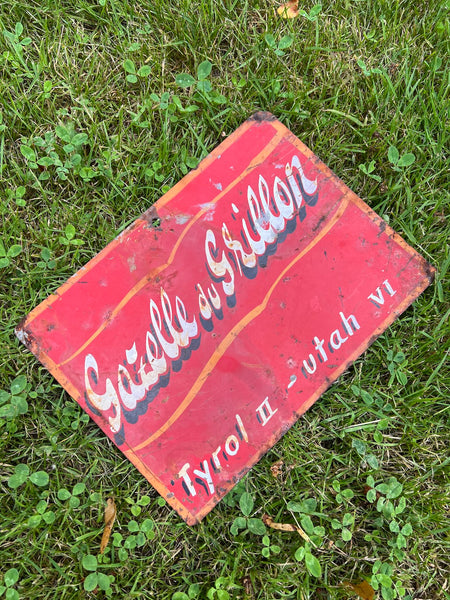 Gazelle du Grillon
Tyrol II - utah VI